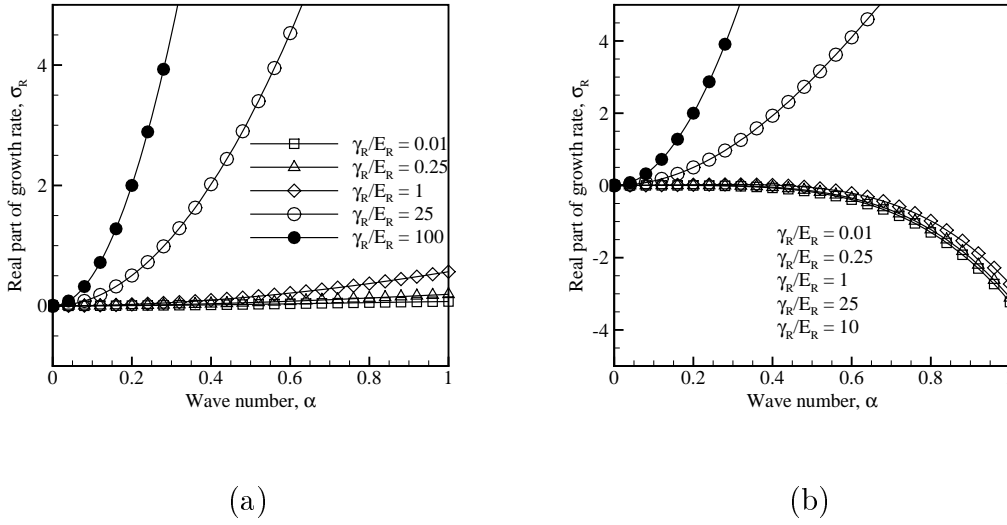 Real part of growth rate, σR
4
2
0
0
0.2
0.4
0.6
0.8
1
Wave number, α
γR/ER = 0.01
γR/ER = 0.25
γR/ER = 1
γR/ER = 25
γR/ER = 100
(a)
Real part of growth rate, σR
4
2
0
-2
-4
0
0.2
0.4
0.6
0.8
Wave number, α
γR/ER = 0.01
γR/ER = 0.25
γR/ER = 1
γR/ER = 25
γR/ER = 10
(b)